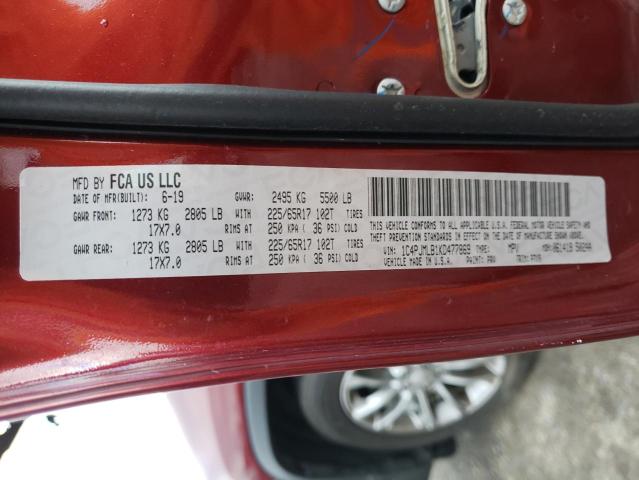 MFD BY FCA US LLC
DATE OF MFR(BUILT): 6-19 GVWR: 2495 KG 5500 LB
GAWR FRONT: 1273 KG 2805 LB WITH 225/65R17 102T TIRES
17X7.0 RIMS AT 250 KPA ( 36 PSI) COLD
GAWR REAR: 1273 KG 2805 LB WITH 225/65R17 102T TIRES
17X7.0 RIMS AT 250 KPA ( 36 PSI) COLD
THIS VEHICLE CONFORMS TO ALL APPLICABLE U.S.A. FEDERAL MOTOR VEHICLE SAFETY AND
THEFT PREVENTION STANDARDS IN EFFECT ON THE DATE OF MANUFACTURE SHOWN ABOVE.
VIN: 1C4PJMLB1KD477869 TYPE: MPV
VEHICLE MADE IN U.S.A. PAINT: PRV TRIM: